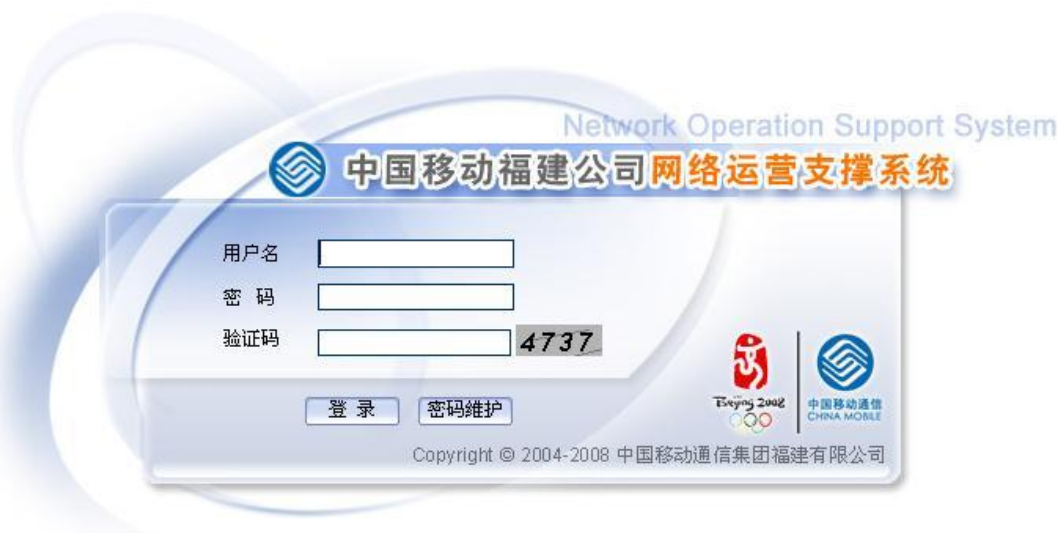 Network Operation Support System
中国移动福建公司网络运营支撑系统
用户名
密 码
验证码 4737
登 录 密码维护
Beijing 2008
中国移动通信
CHINA MOBILE
Copyright © 2004-2008 中国移动通信集团福建有限公司